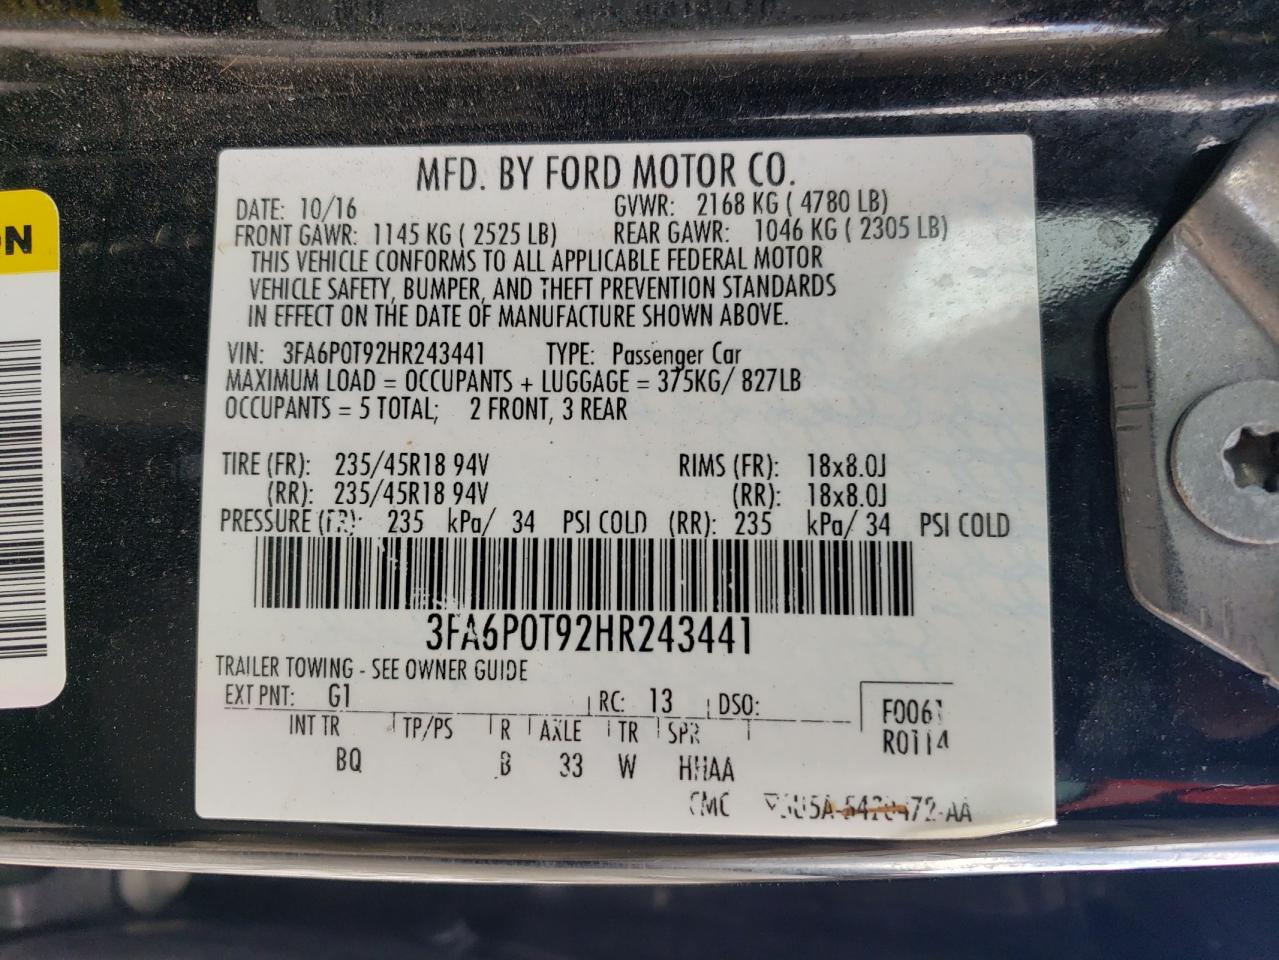 ON
MFD. BY FORD MOTOR CO.
DATE: 10/16 GVWR: 2168 KG ( 4780 LB)
FRONT GAWR: 1145 KG ( 2525 LB) REAR GAWR: 1046 KG ( 2305 LB)
THIS VEHICLE CONFORMS TO ALL APPLICABLE FEDERAL MOTOR
VEHICLE SAFETY, BUMPER, AND THEFT PREVENTION STANDARDS
IN EFFECT ON THE DATE OF MANUFACTURE SHOWN ABOVE.
VIN: 3FA6P0T92HR243441 TYPE: Passenger Car
MAXIMUM LOAD = OCCUPANTS + LUGGAGE = 375KG/ 827LB
OCCUPANTS = 5 TOTAL; 2 FRONT, 3 REAR
TIRE (FR): 235/45R18 94V RIMS (FR): 18x8.0J
(RR): 235/45R18 94V (RR): 18x8.0J
PRESSURE (FR): 235 kPa/ 34 PSI COLD (RR): 235 kPa/ 34 PSI COLD
3FA6P0T92HR243441
TRAILER TOWING - SEE OWNER GUIDE
EXT PNT: G1 RC: 13 DSO:
F0061
R0114
INT TR TP/PS R AXLE TR SPR
BQ B 33 W HHAA
CMC